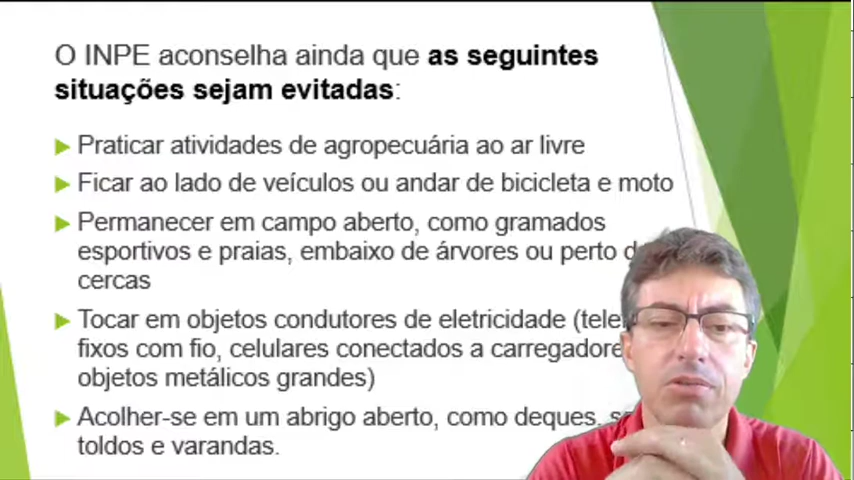 O INPE aconselha ainda que as seguintes
situações sejam evitadas:
Praticar atividades de agropecuária ao ar livre
Ficar ao lado de veículos ou andar de bicicleta e moto
Permanecer em campo aberto, como gramados
esportivos e praias, embaixo de árvores ou perto
cercas
Tocar em objetos condutores de eletricidade
fixos com fio, celulares conectados a
objetos metálicos grandes)
Acolher-se em um abrigo aberto, como deques,
toldos e varandas.